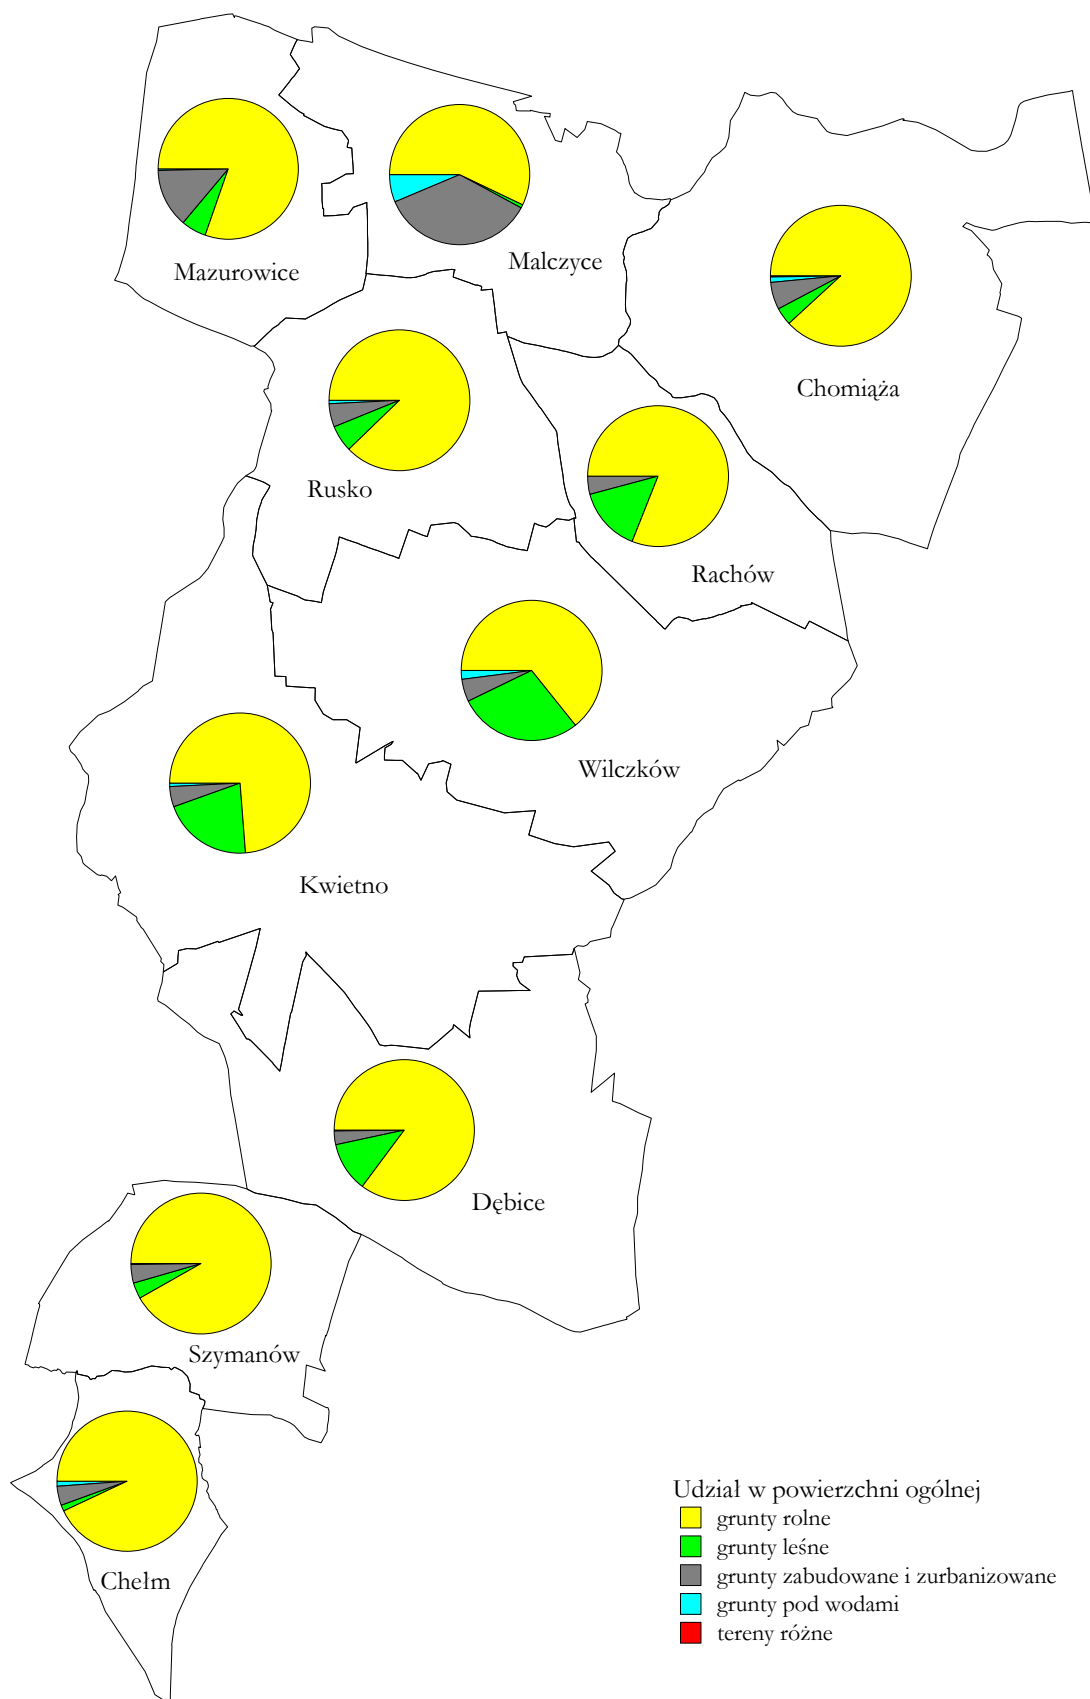 Mazurowice
Malczyce
Chomiąża
Rusko
Rachów
Wilczków
Kwietno
Dębice
Szymanów
Chełm
Udział w powierzchni ogólnej
grunty rolne
grunty leśne
grunty zabudowane i zurbanizowane
grunty pod wodami
tereny różne